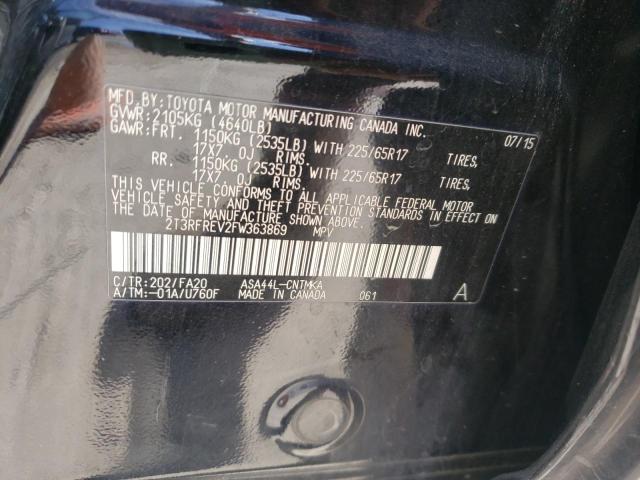 MFD. BY: TOYOTA MOTOR MANUFACTURING CANADA INC. 07/15
GVWR: 2105KG (4640LB)
GAWR: FRT. 1150KG (2535LB) WITH 225/65R17 TIRES,
17X7.0J RIMS.
RR. 1150KG (2535LB) WITH 225/65R17 TIRES,
17X7.0J RIMS.
THIS VEHICLE CONFORMS TO ALL APPLICABLE FEDERAL MOTOR
VEHICLE SAFETY AND THEFT PREVENTION STANDARDS IN EFFECT ON
THE DATE OF MANUFACTURE SHOWN ABOVE.
2T3RFREV2FW363869 MPV
C/TR: 202/FA20 ASA44L-CNTMKA
A/TM: -01A/U760F MADE IN CANADA 061 A